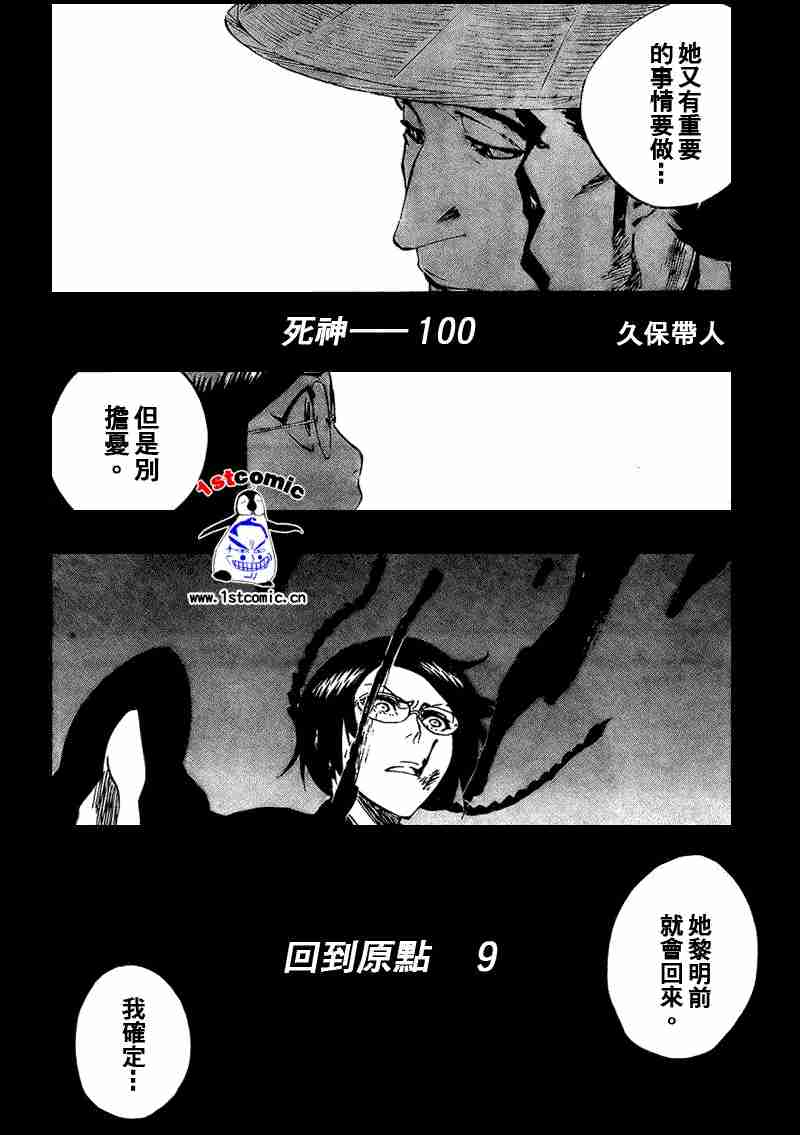 她又有重要
的事情要做…
死神——100
久保帶人
但是別
擔憂。
1stcomic
www.1stcomic.cn
她黎明前
就會回來。
回到原點 9
我確定…